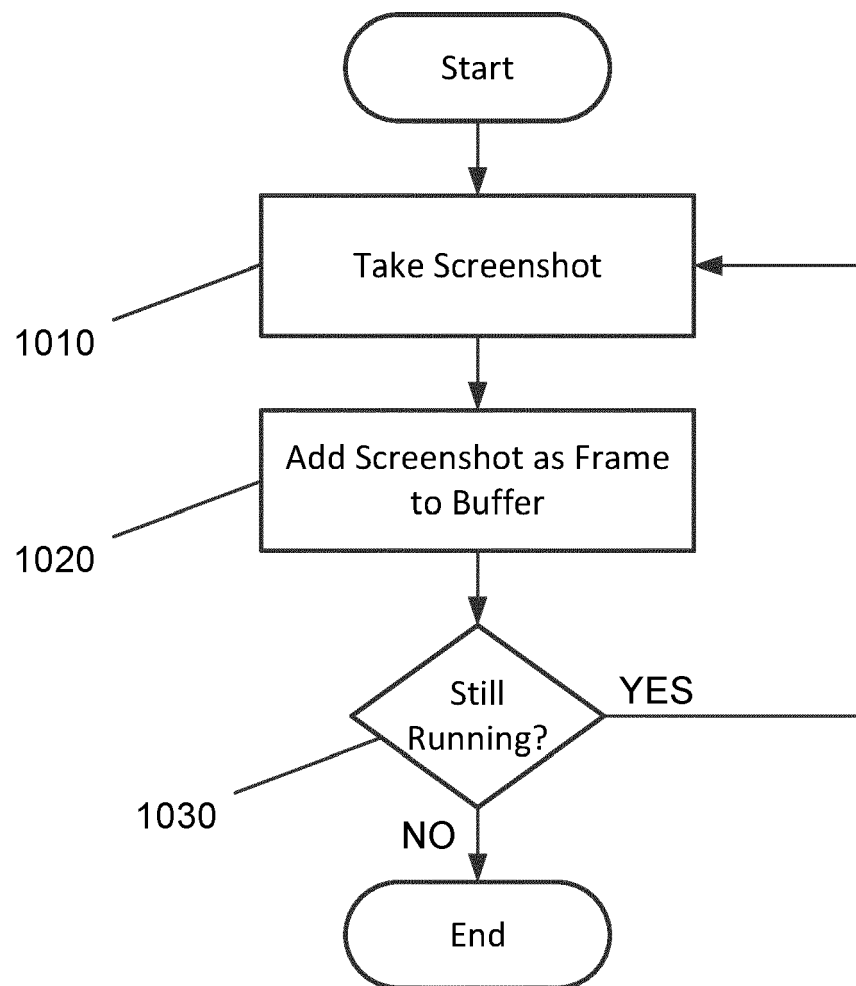 Start
Take Screenshot
1010
Add Screenshot as Frame
to Buffer
1020
Still
Running?
YES
1030
NO
End